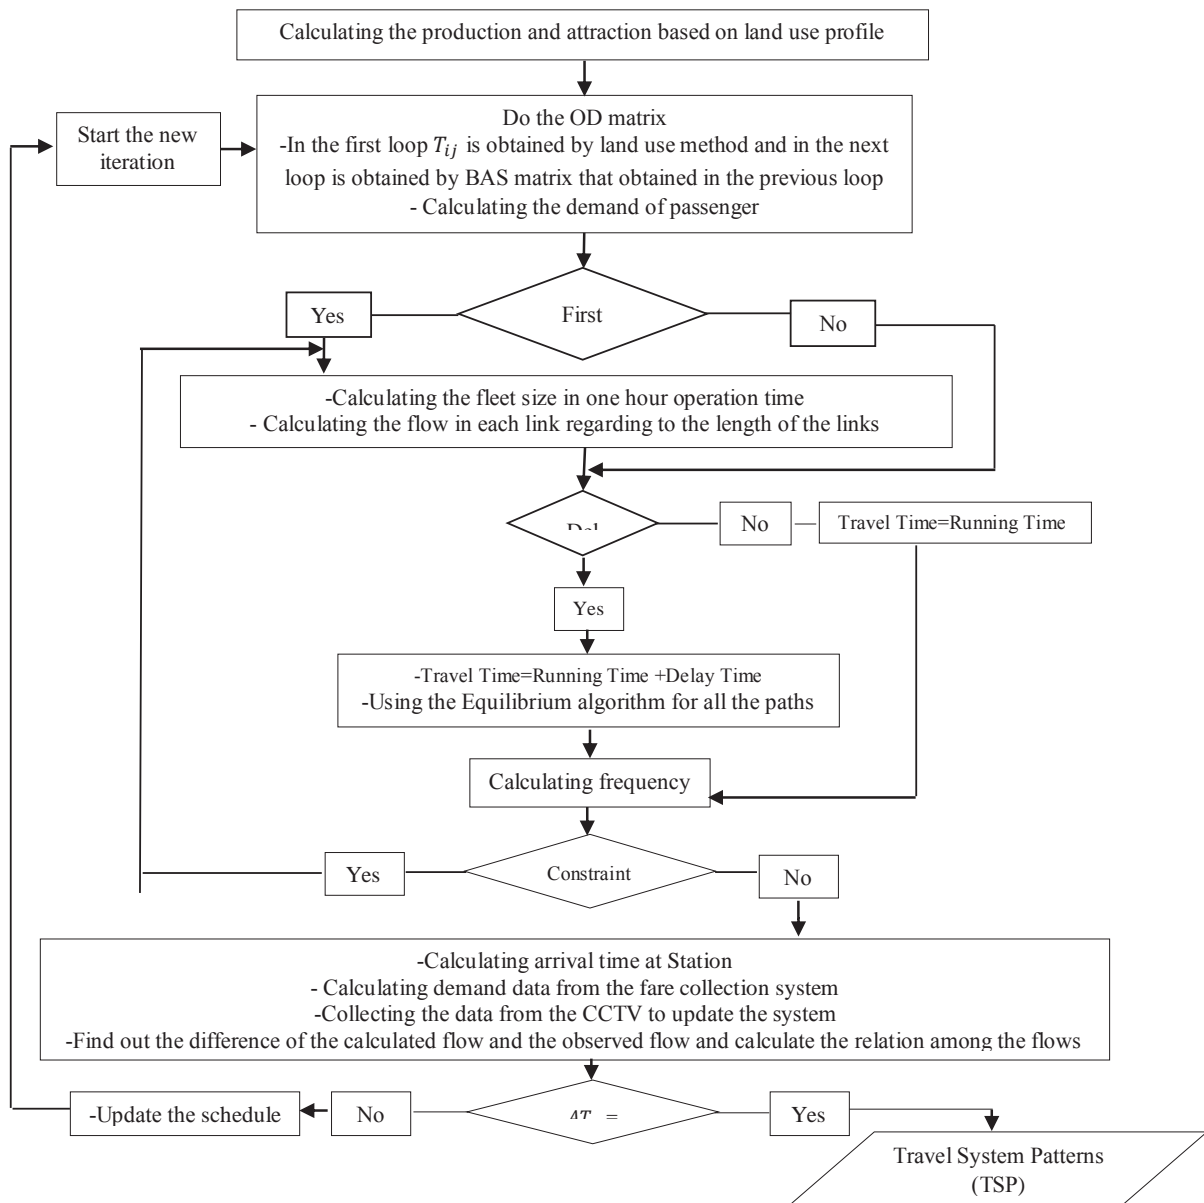 Calculating the production and attraction based on land use profile
Start the new
iteration
Do the OD matrix
-In the first loop 𝑇𝑖𝑗 is obtained by land use method and in the next
loop is obtained by BAS matrix that obtained in the previous loop
- Calculating the demand of passenger
Yes
First
No
-Calculating the fleet size in one hour operation time
- Calculating the flow in each link regarding to the length of the links
No
Travel Time=Running Time
Yes
-Travel Time=Running Time +Delay Time
-Using the Equilibrium algorithm for all the paths
Calculating frequency
Yes
Constraint
No
-Calculating arrival time at Station
- Calculating demand data from the fare collection system
-Collecting the data from the CCTV to update the system
-Find out the difference of the calculated flow and the observed flow and calculate the relation among the flows
-Update the schedule
No
Yes
Travel System Patterns
(TSP)